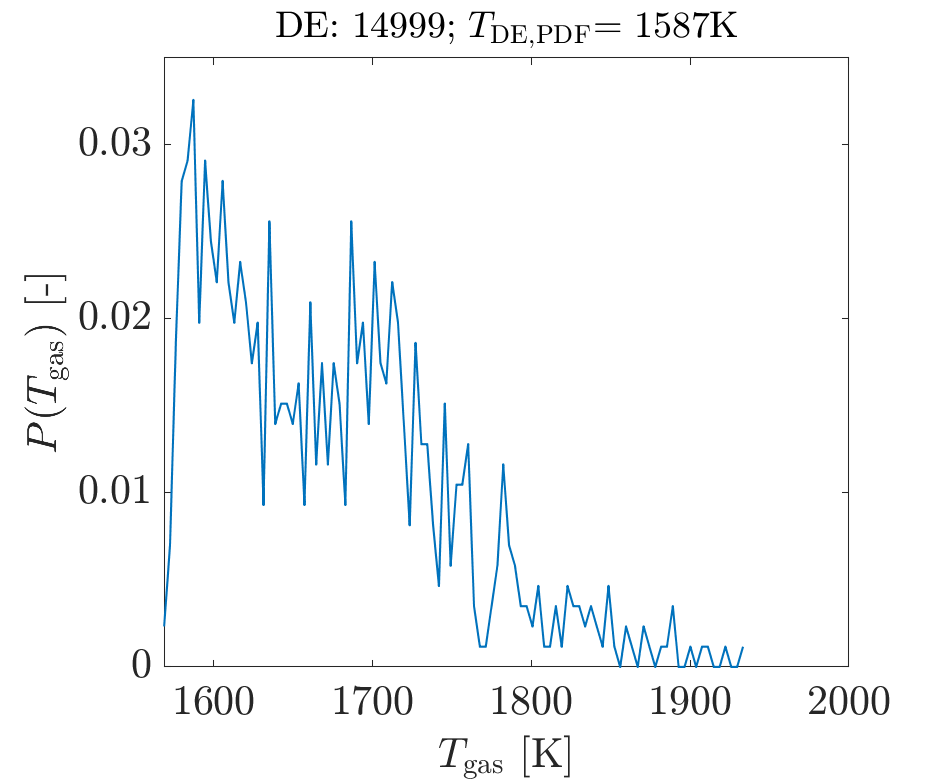 DE: 14999; T_DE,PDF= 1587K
P(T_gas) [-]
0.03
0.02
0.01
0
1600 1700 1800 1900 2000
T_gas [K]